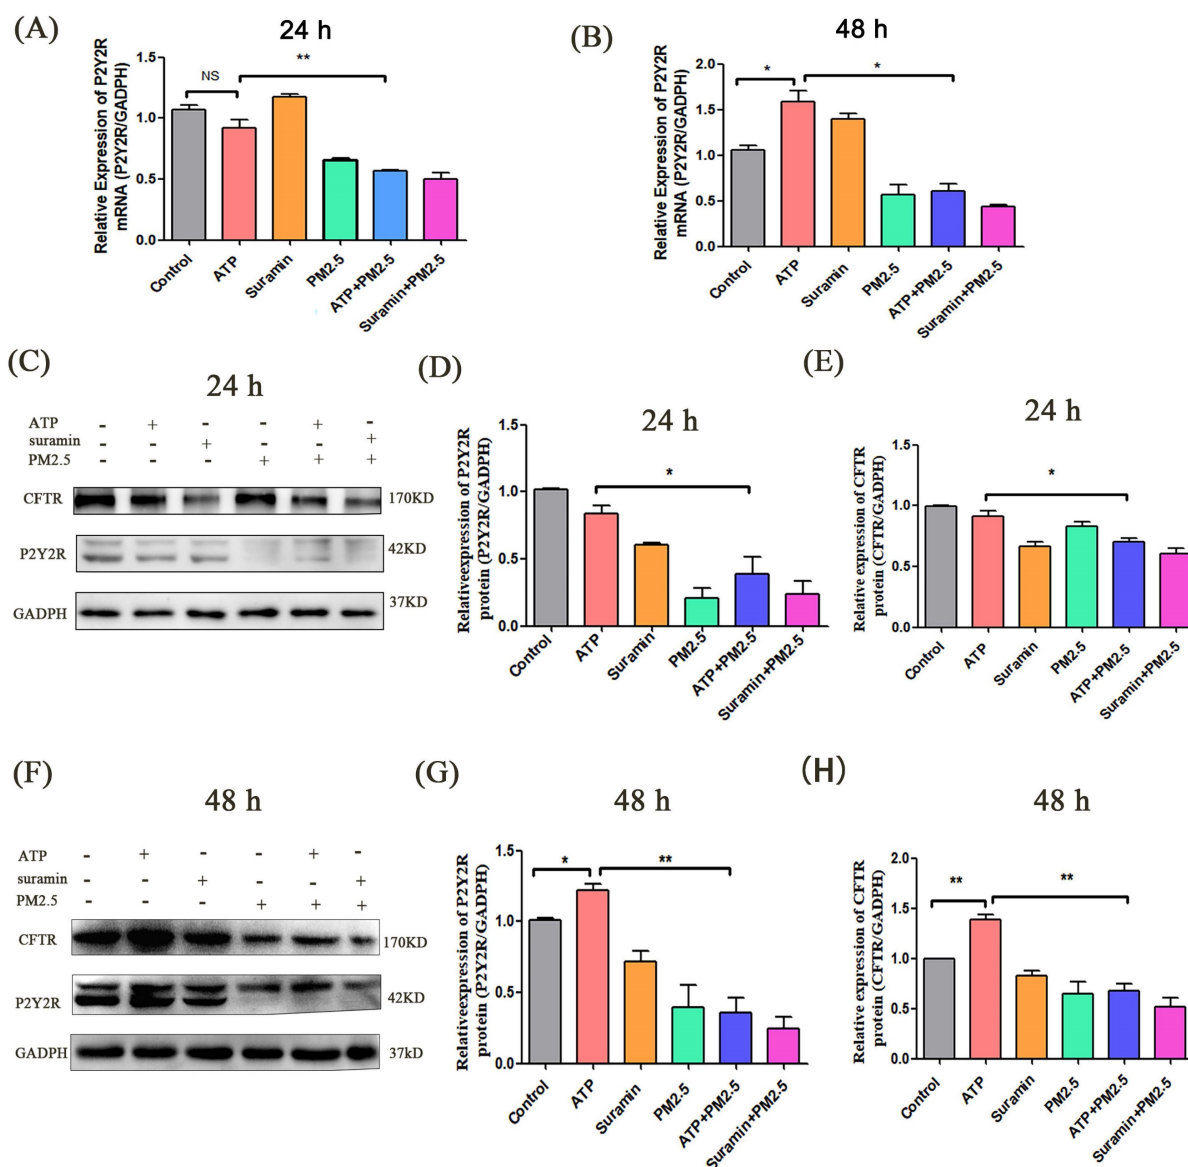 (A)
24 h
Relative Expression of P2Y2R
mRNA (P2Y2R/GADPH)
1.5
1.0
0.5
0.0
NS
**
Control
ATP
Suramin
PM2.5
ATP+PM2.5
Suramin+PM2.5
(B)
48 h
Relative Expression of P2Y2R
mRNA (P2Y2R/GADPH)
2.0
1.5
1.0
0.5
0.0
*
*
Control
ATP
Suramin
PM2.5
ATP+PM2.5
Suramin+PM2.5
(C)
24 h
ATP - + - - + -
suramin - - + - - +
PM2.5 - - - + + +
CFTR 170KD
P2Y2R 42KD
GADPH 37KD
(D)
24 h
Relativeexpression of P2Y2R
protein (P2Y2R/GADPH)
1.5
1.0
0.5
0.0
*
Control
ATP
Suramin
PM2.5
ATP+PM2.5
Suramin+PM2.5
(E)
24 h
Relative expression of CFTR
protein (CFTR/GADPH)
1.5
1.0
0.5
0.0
*
Control
ATP
Suramin
PM2.5
ATP+PM2.5
Suramin+PM2.5
(F)
48 h
ATP - + - - + -
suramin - - + - - +
PM2.5 - - - + + +
CFTR 170KD
P2Y2R 42KD
GADPH 37kD
(G)
48 h
Relativeexpression of P2Y2R
protein (P2Y2R/GADPH)
1.5
1.0
0.5
0.0
*
**
Control
ATP
Suramin
PM2.5
ATP+PM2.5
Suramin+PM2.5
(H)
48 h
Relative expression of CFTR
protein (CFTR/GADPH)
2.0
1.5
1.0
0.5
0.0
**
**
Control
ATP
Suramin
PM2.5
ATP+PM2.5
Suramin+PM2.5